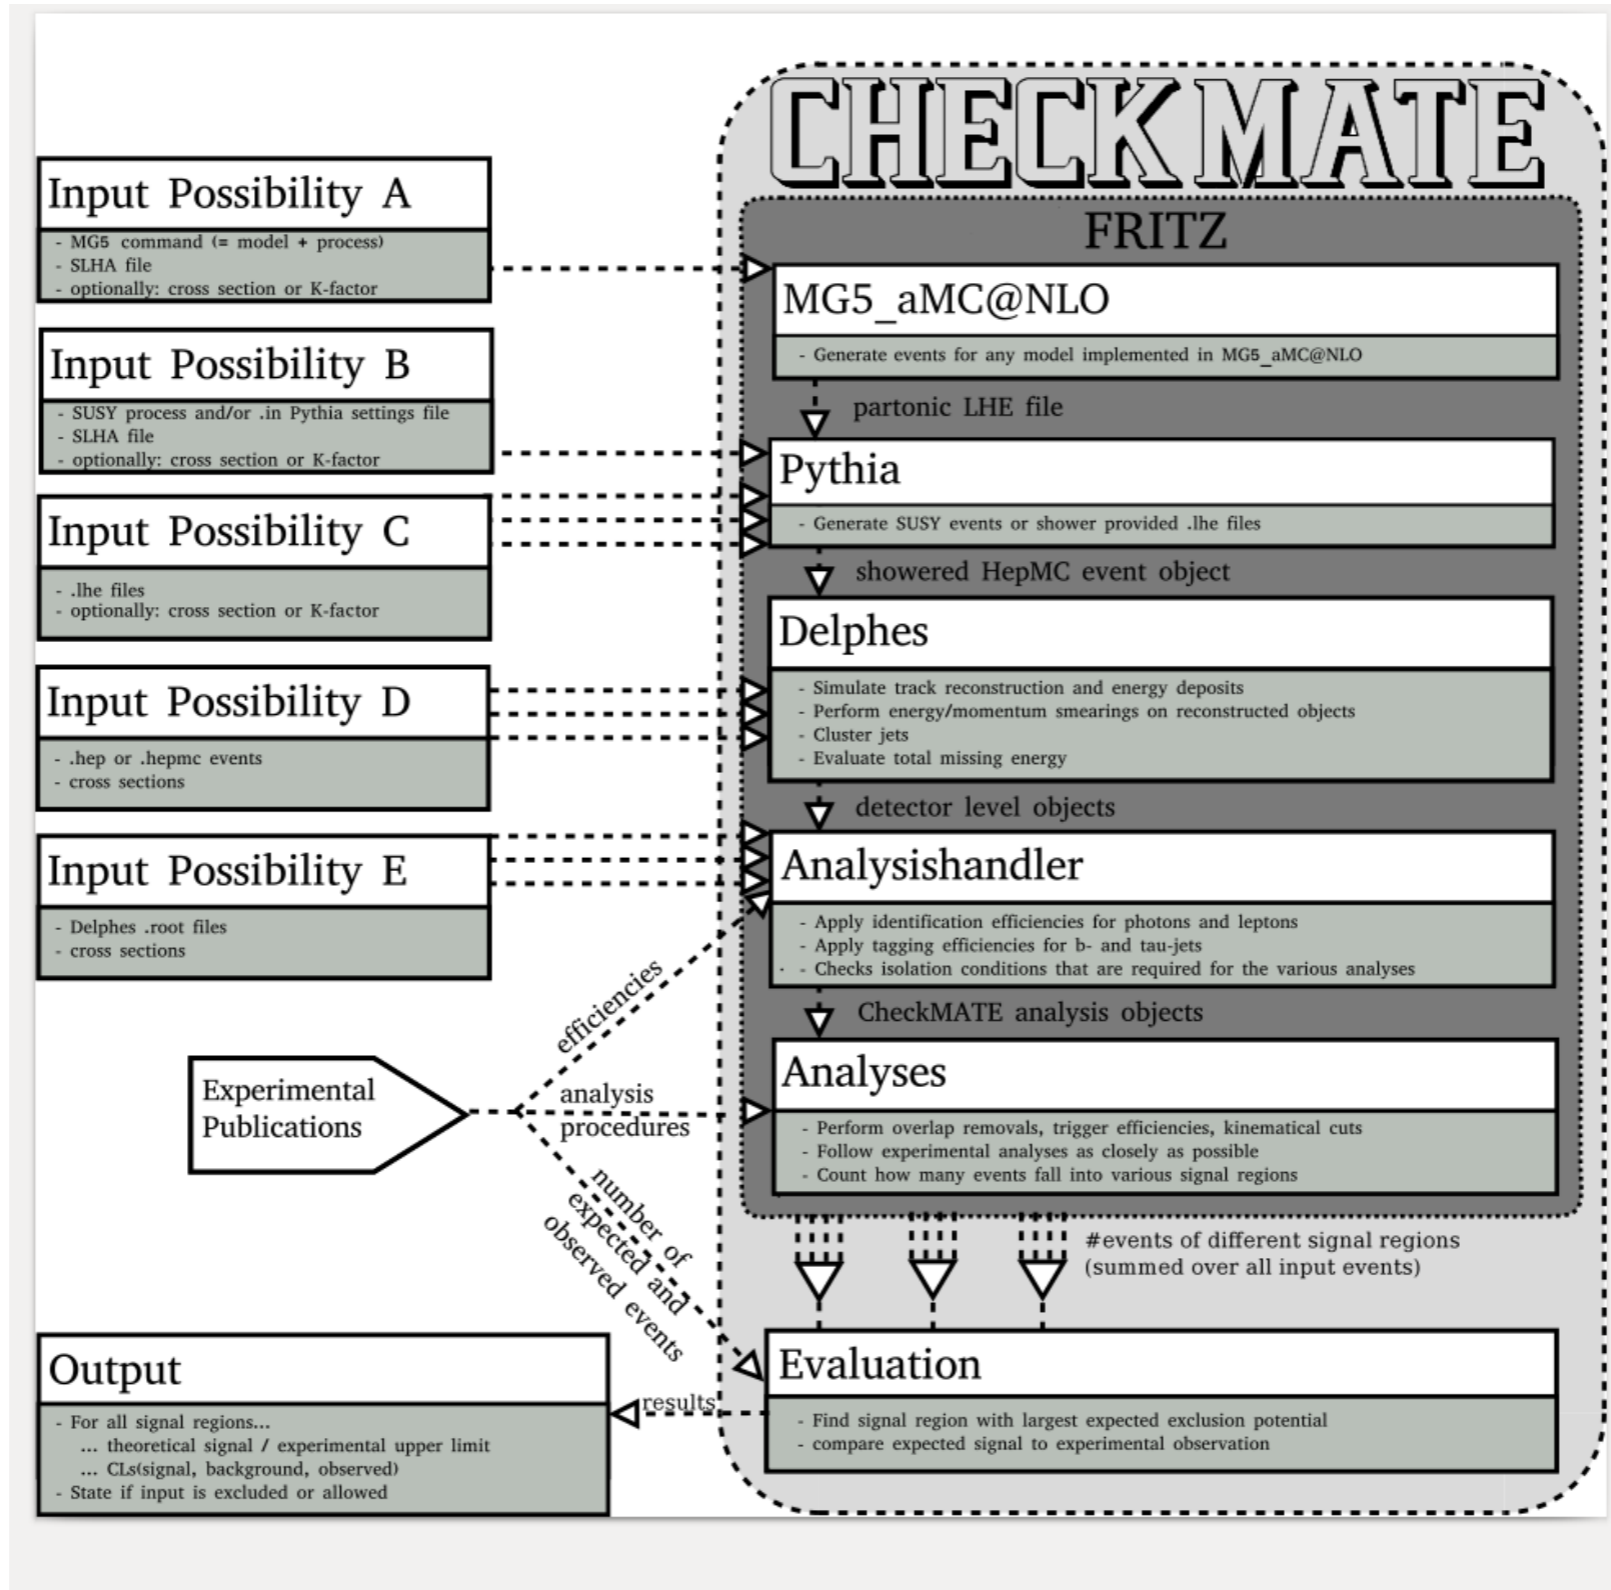 CHECKMATE
FRITZ
Input Possibility A
- MG5 command (= model + process)
- SLHA file
- optionally: cross section or K-factor
Input Possibility B
- SUSY process and/or .in Pythia settings file
- SLHA file
- optionally: cross section or K-factor
Input Possibility C
- .lhe files
- optionally: cross section or K-factor
Input Possibility D
- .hep or .hepmc events
- cross sections
Input Possibility E
- Delphes .root files
- cross sections
MG5_aMC@NLO
- Generate events for any model implemented in MG5_aMC@NLO
partonic LHE file
Pythia
- Generate SUSY events or shower provided .lhe files
showered HepMC event object
Delphes
- Simulate track reconstruction and energy deposits
- Perform energy/momentum smearings on reconstructed objects
- Cluster jets
- Evaluate total missing energy
detector level objects
Analysishandler
- Apply identification efficiencies for photons and leptons
- Apply tagging efficiencies for b- and tau-jets
- Checks isolation conditions that are required for the various analyses
CheckMATE analysis objects
Analyses
- Perform overlap removals, trigger efficiencies, kinematical cuts
- Follow experimental analyses as closely as possible
- Count how many events fall into various signal regions
Experimental
Publications
efficiencies
analysis
procedures
number of
expected and
observed events
#events of different signal regions
(summed over all input events)
Evaluation
- Find signal region with largest expected exclusion potential
- compare expected signal to experimental observation
results
Output
- For all signal regions...
... theoretical signal / experimental upper limit
... CLs(signal, background, observed)
- State if input is excluded or allowed